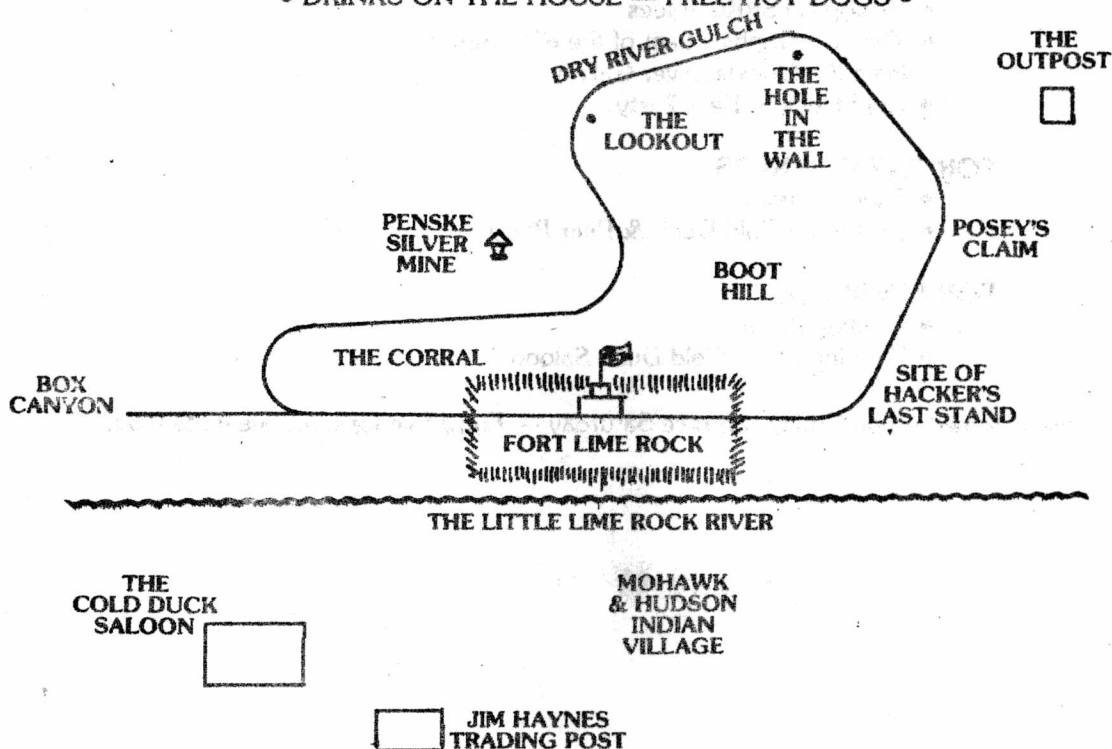 • DRINKS ON THE HOUSE — FREE HOT DOGS •
DRY RIVER GULCH
THE
OUTPOST
THE
HOLE
IN
THE
WALL
THE
LOOKOUT
PENSKE
SILVER
MINE
POSEY'S
CLAIM
BOOT
HILL
THE CORRAL
BOX
CANYON
SITE OF
HACKER'S
LAST STAND
FORT LIME ROCK
THE LITTLE LIME ROCK RIVER
THE
COLD DUCK
SALOON
MOHAWK
& HUDSON
INDIAN
VILLAGE
JIM HAYNES
TRADING POST